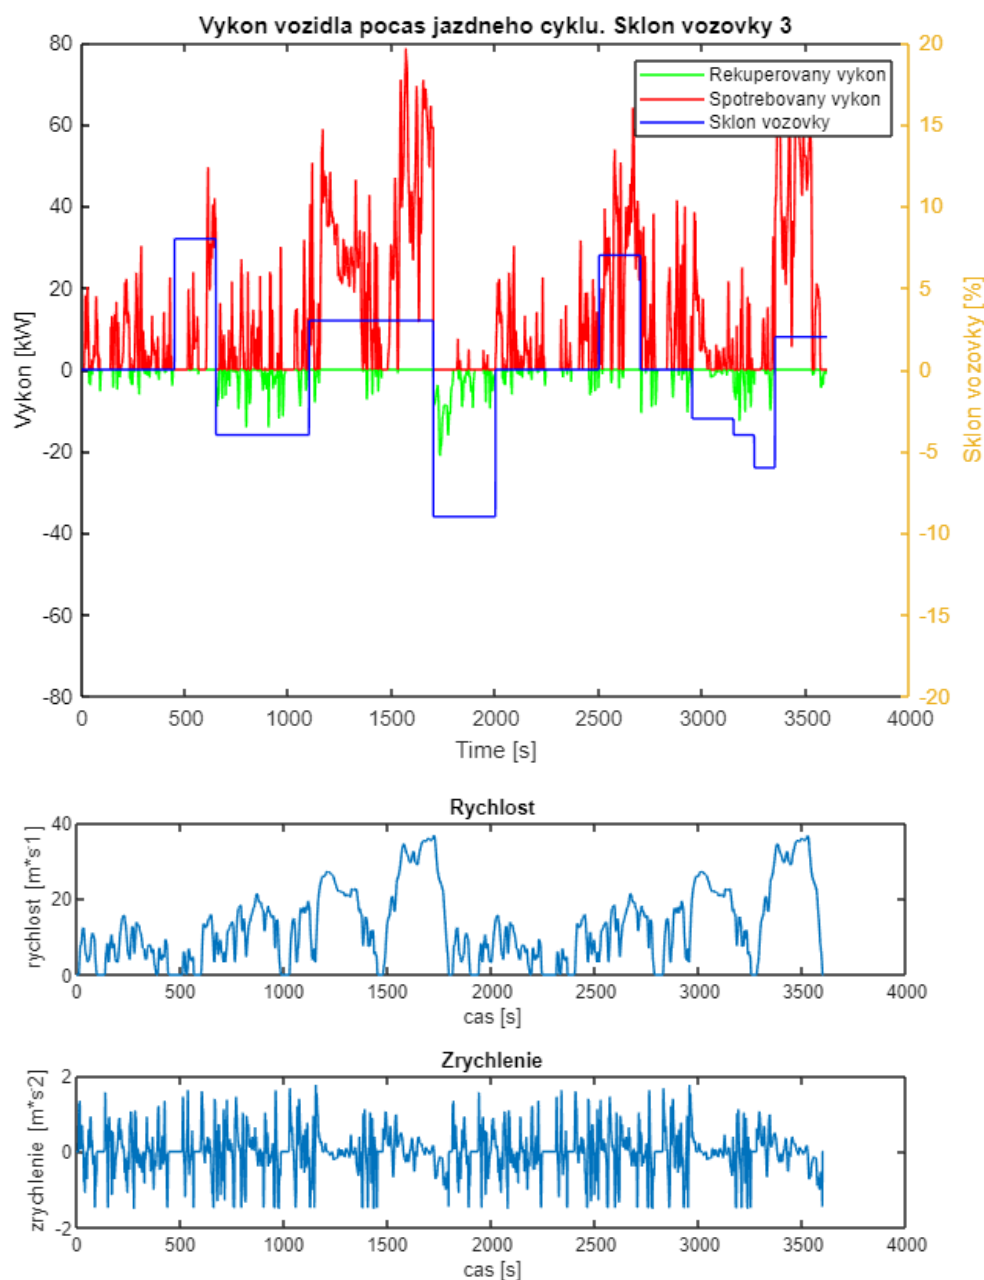 Vykon vozidla pocas jazdneho cyklu. Sklon vozovky 3
Rekuperovany vykon
Spotrebovany vykon
Sklon vozovky
80
60
40
20
0
-20
-40
-60
-80
Vykon [kW]
20
15
10
5
0
-5
-10
-15
-20
Sklon vozovky [%]
0 500 1000 1500 2000 2500 3000 3500 4000
Time [s]
Rychlost
40
20
0
rychlost [m*s-1]
0 500 1000 1500 2000 2500 3000 3500 4000
cas [s]
Zrychlenie
2
0
-2
zrychlenie [m*s-2]
0 500 1000 1500 2000 2500 3000 3500 4000
cas [s]